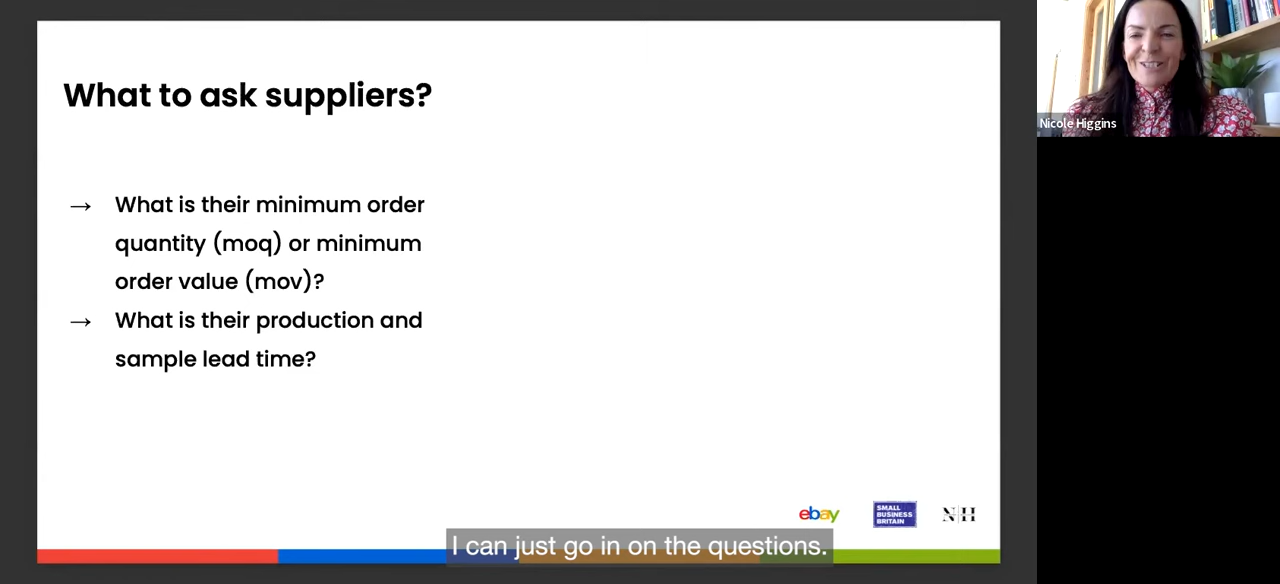 What to ask suppliers?
→ What is their minimum order
quantity (moq) or minimum
order value (mov)?
→ What is their production and
sample lead time?
ebay
SMALL
BUSINESS
BRITAIN
N|H
I can just go in on the questions.
Nicole Higgins